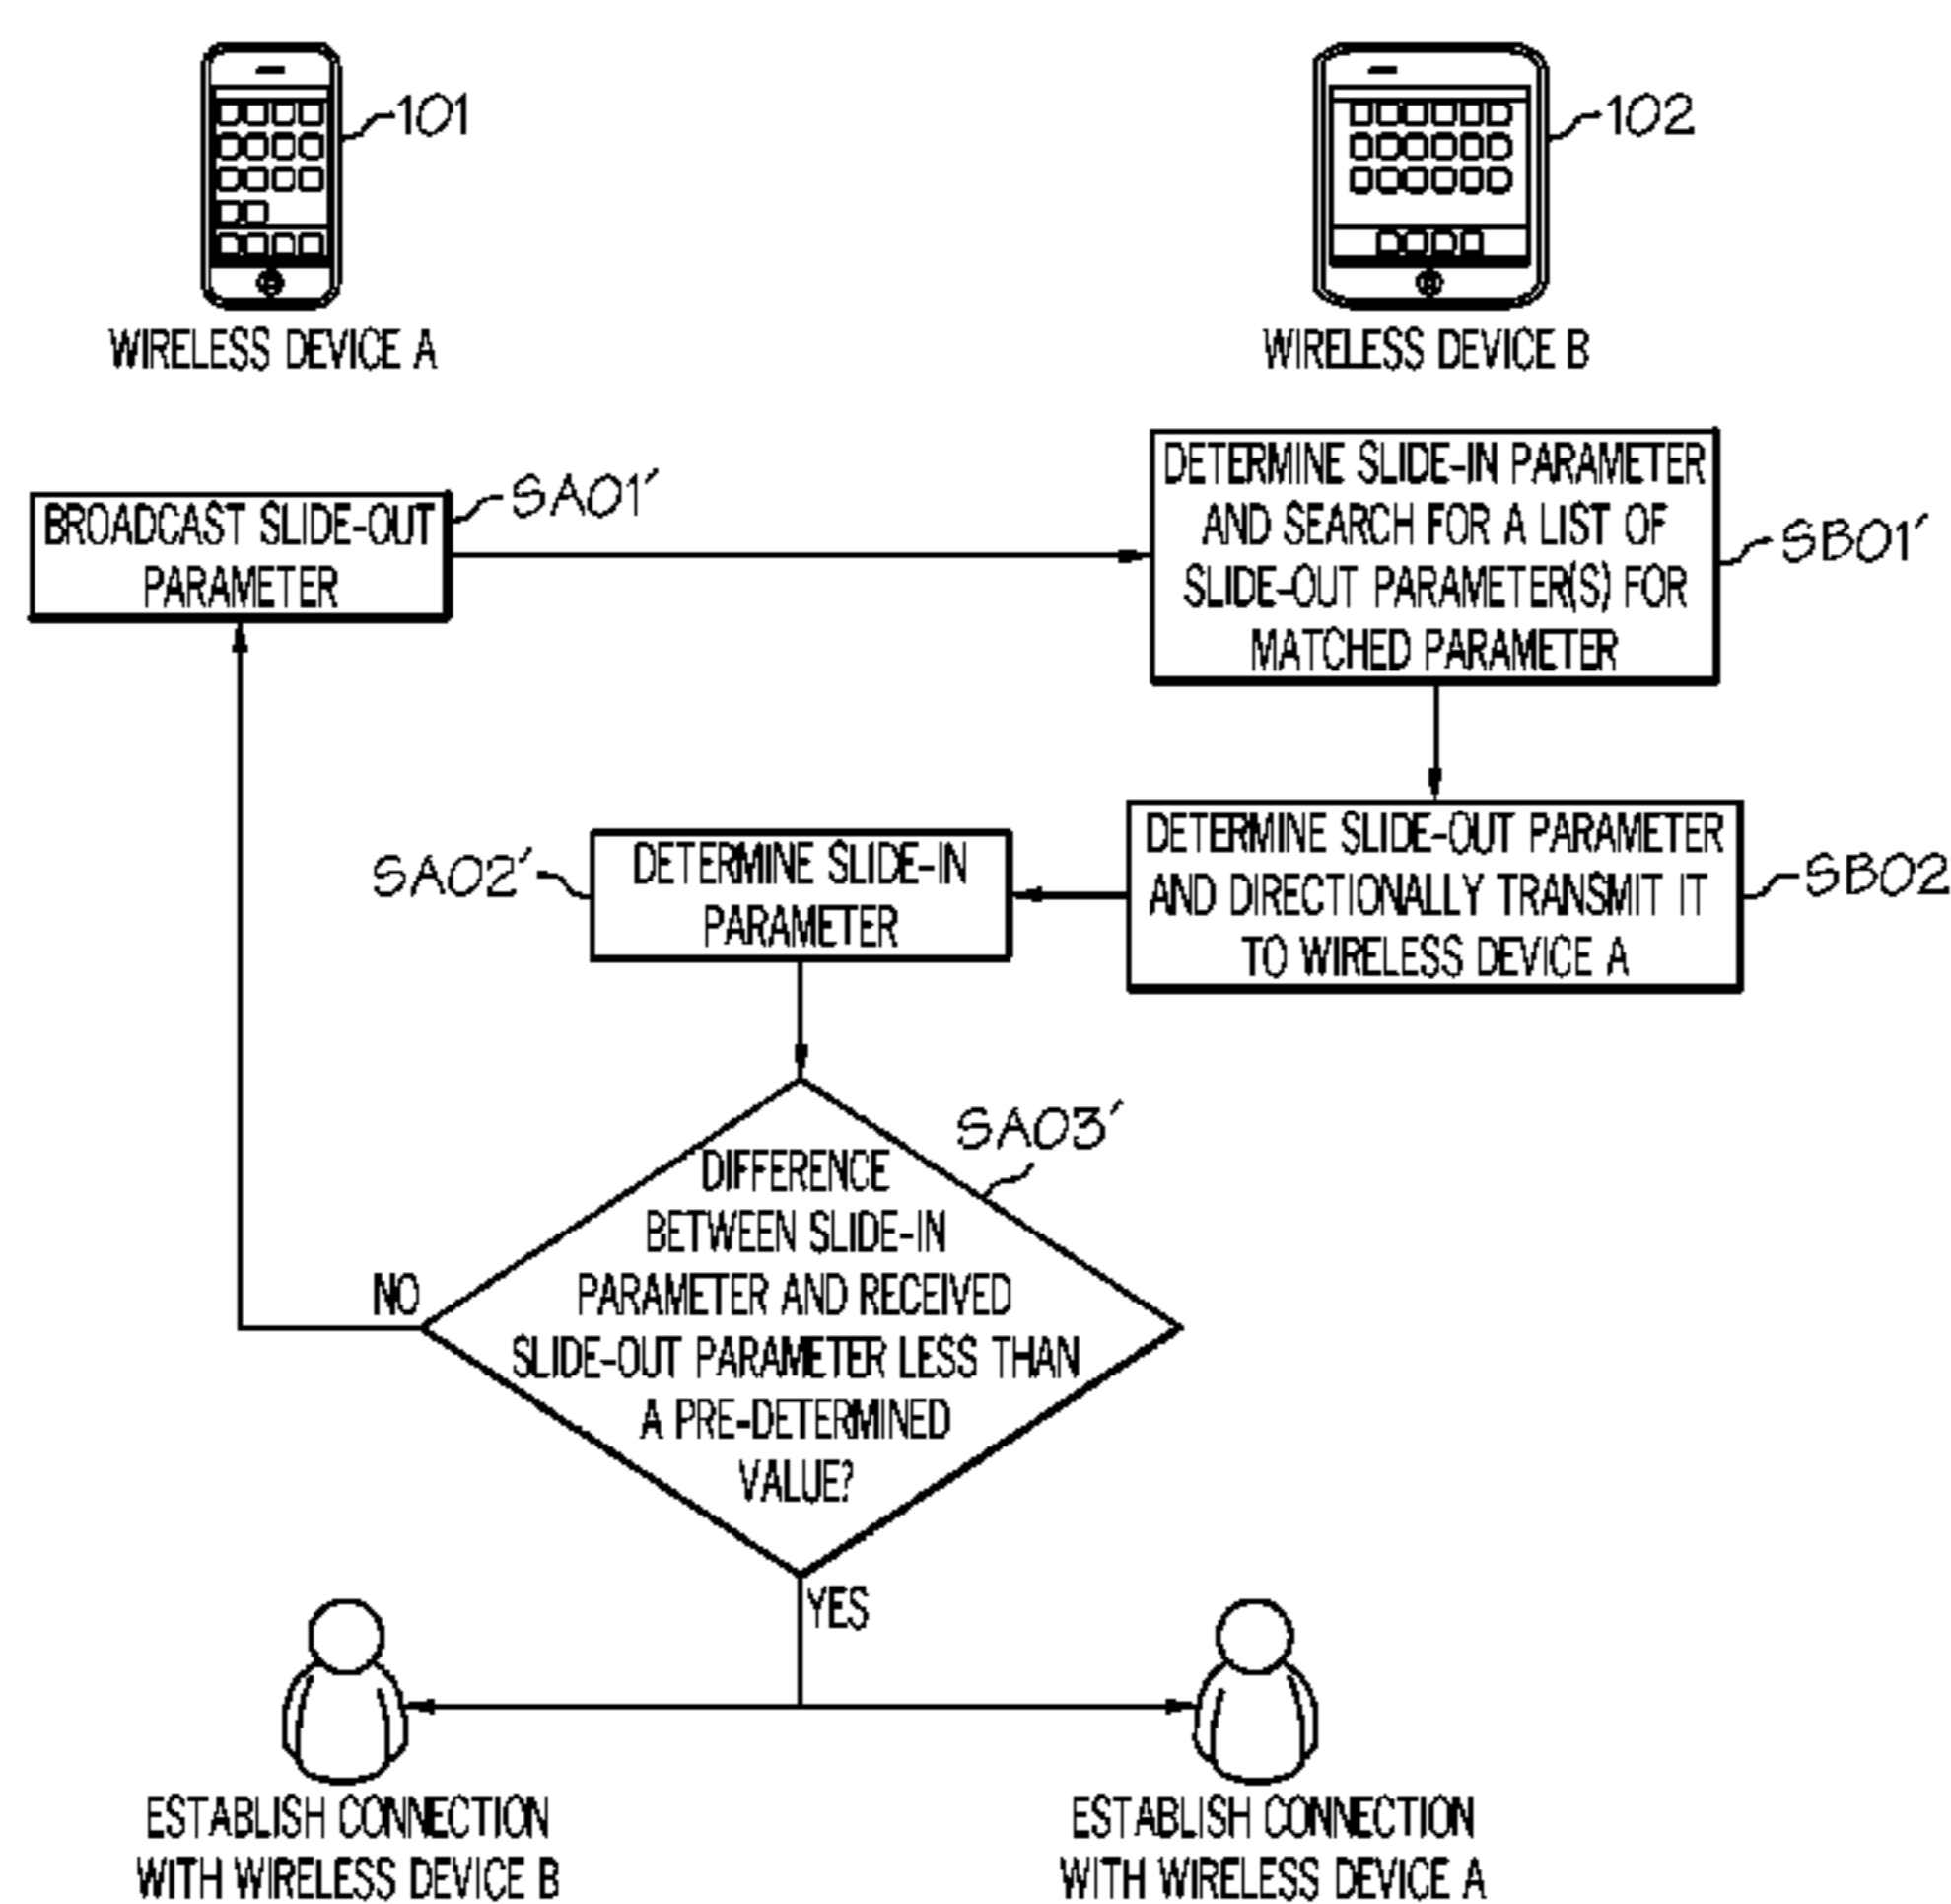 101
102
WIRELESS DEVICE A
WIRELESS DEVICE B
BROADCAST SLIDE-OUT
PARAMETER
SA01'
DETERMINE SLIDE-IN PARAMETER
AND SEARCH FOR A LIST OF
SLIDE-OUT PARAMETER(S) FOR
MATCHED PARAMETER
SB01'
SA02'
DETERMINE SLIDE-IN
PARAMETER
DETERMINE SLIDE-OUT PARAMETER
AND DIRECTIONALLY TRANSMIT IT
TO WIRELESS DEVICE A
SB02
SA03'
DIFFERENCE
BETWEEN SLIDE-IN
PARAMETER AND RECEIVED
SLIDE-OUT PARAMETER LESS THAN
A PRE-DETERMINED
VALUE?
NO
YES
ESTABLISH CONNECTION
WITH WIRELESS DEVICE B
ESTABLISH CONNECTION
WITH WIRELESS DEVICE A